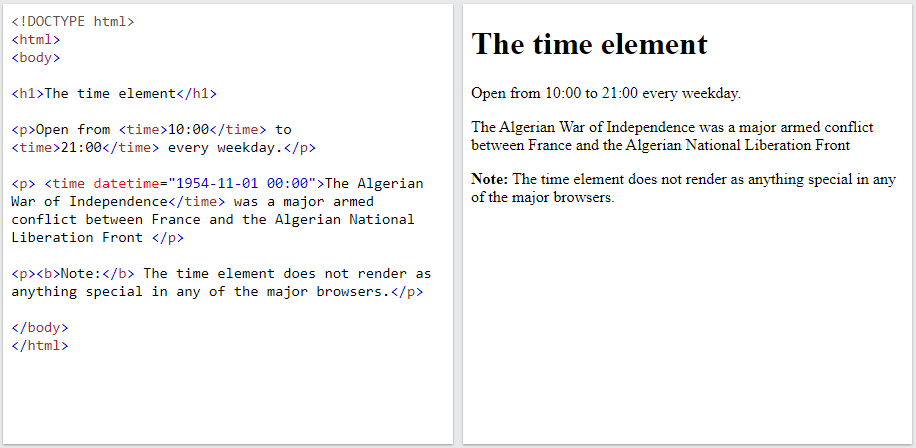 <!DOCTYPE html>
<html>
<body>
<h1>The time element</h1>
<p>Open from <time>10:00</time> to
<time>21:00</time> every weekday.</p>
<p> <time datetime="1954-11-01 00:00">The Algerian
War of Independence</time> was a major armed
conflict between France and the Algerian National
Liberation Front </p>
<p><b>Note:</b> The time element does not render as
anything special in any of the major browsers.</p>
</body>
</html>
The time element
Open from 10:00 to 21:00 every weekday.
The Algerian War of Independence was a major armed conflict
between France and the Algerian National Liberation Front
Note: The time element does not render as anything special in any
of the major browsers.